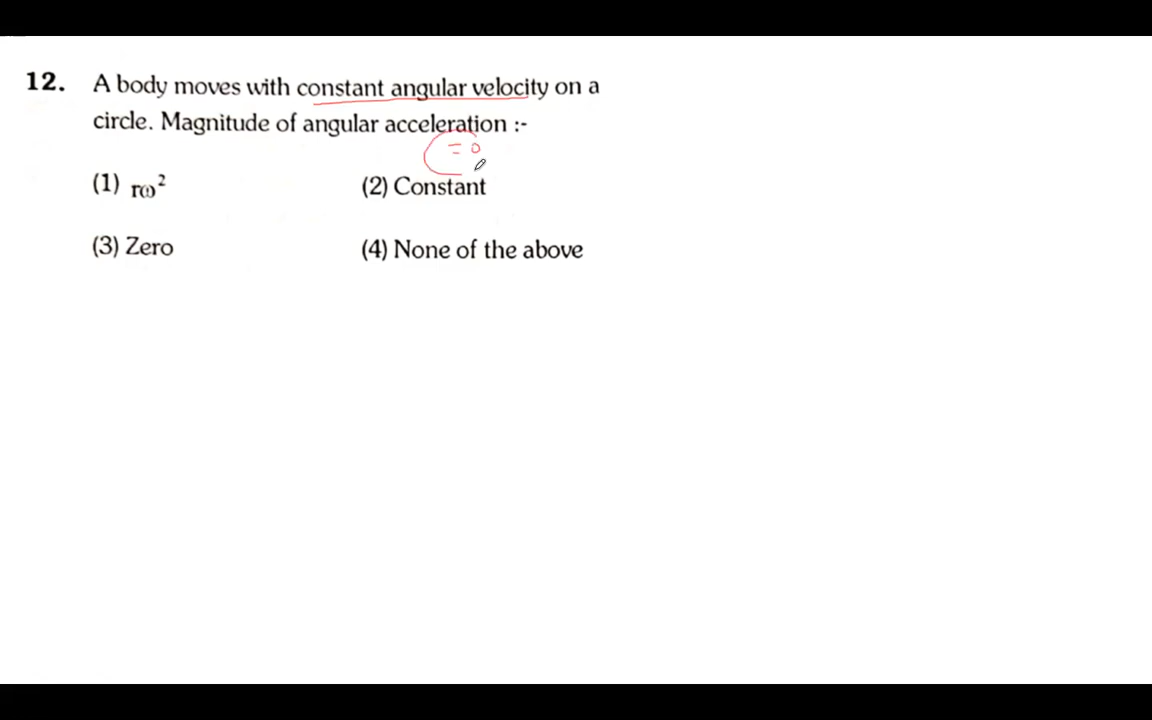 12. A body moves with constant angular velocity on a
circle. Magnitude of angular acceleration :-
= 0
(1) rω² (2) Constant
(3) Zero (4) None of the above